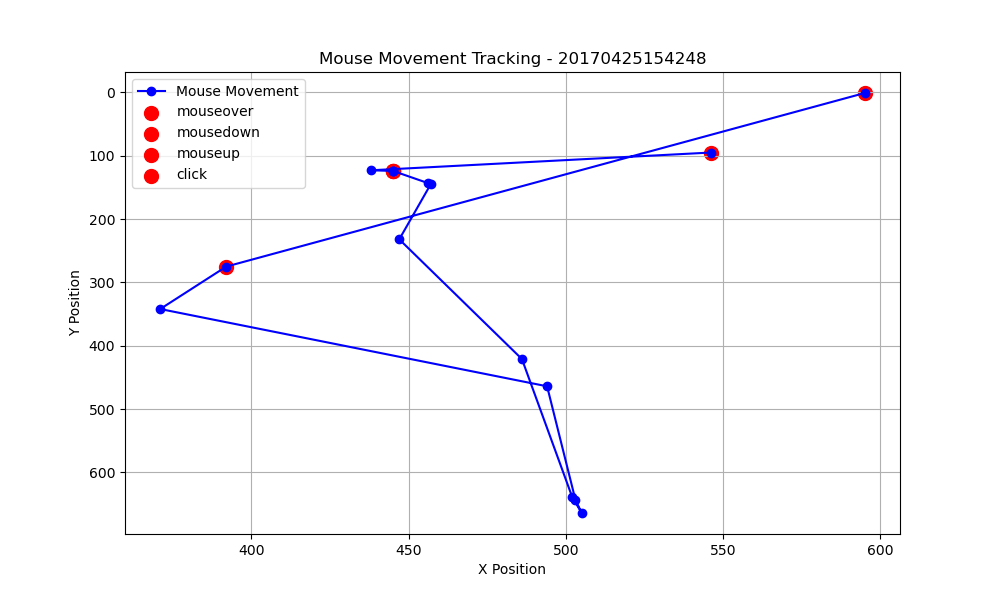 Mouse Movement Tracking - 20170425154248
Mouse Movement
mouseover
mousedown
mouseup
click
Y Position
0
100
200
300
400
500
600
400
450
500
550
600
X Position